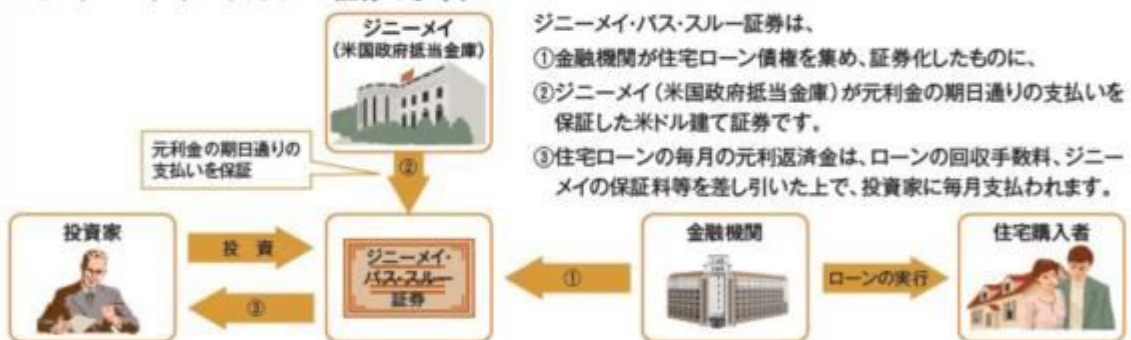 ジニーメイ
(米国政府抵当金庫)
ジニーメイ・パス・スルー証券は、
①金融機関が住宅ローン債権を集め、証券化したものに、
②ジニーメイ(米国政府抵当金庫)が元利金の期日通りの支払いを
保証した米ドル建て証券です。
③住宅ローンの毎月の元利返済金は、ローンの回収手数料、ジニー
メイの保証料等を差し引いた上で、投資家に毎月支払われます。
元利金の期日通りの
支払いを保証
②
投資家
投 資
③
ジニーメイ・
パス・スルー
証券
①
金融機関
ローンの実行
住宅購入者